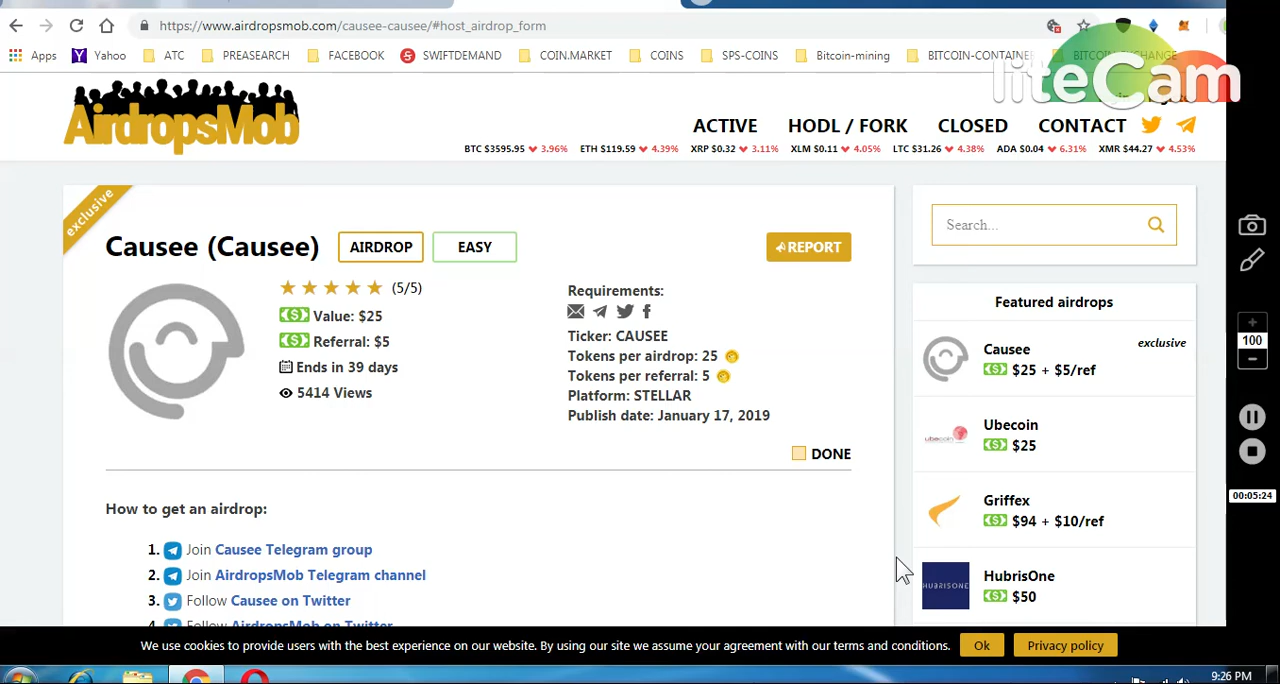 https://www.airdropsmob.com/causee-causee/#host_airdrop_form
Apps Yahoo ATC PREASEARCH FACEBOOK SWIFTDEMAND COIN.MARKET COINS SPS-COINS Bitcoin-mining BITCOIN-CONTAINE
liteCam
AirdropsMob
ACTIVE HODL / FORK CLOSED CONTACT
BTC $3595.95 3.96% ETH $119.59 4.39% XRP $0.32 3.11% XLM $0.11 4.05% LTC $31.26 4.38% ADA $0.04 6.31% XMR $44.27 4.53%
exclusive
Causee (Causee) AIRDROP EASY REPORT
(5/5)
Value: $25
Referral: $5
Ends in 39 days
5414 Views
Requirements:
Ticker: CAUSEE
Tokens per airdrop: 25
Tokens per referral: 5
Platform: STELLAR
Publish date: January 17, 2019
DONE
How to get an airdrop:
1. Join Causee Telegram group
2. Join AirdropsMob Telegram channel
3. Follow Causee on Twitter
4. Follow AirdropsMob on Twitter
Search...
Featured airdrops
Causee exclusive
$25 + $5/ref
Ubecoin
$25
Griffex
$94 + $10/ref
HUBRISONE
HubrisOne
$50
We use cookies to provide users with the best experience on our website. By using our site we assume your agreement with our terms and conditions. Ok Privacy policy
100
00:05:24
9:26 PM